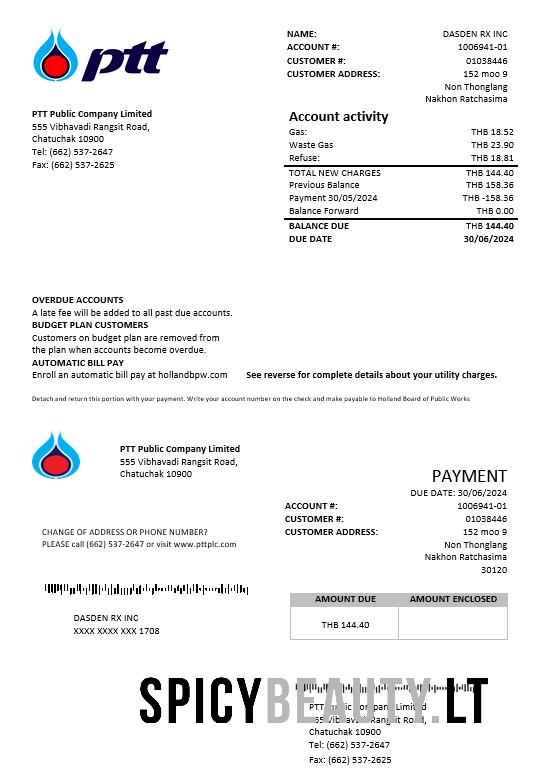 ptt
NAME: DASDEN RX INC
ACCOUNT #: 1006941-01
CUSTOMER #: 01038446
CUSTOMER ADDRESS: 152 moo 9
Non Thonglang
Nakhon Ratchasima
PTT Public Company Limited
555 Vibhavadi Rangsit Road,
Chatuchak 10900
Tel: (662) 537-2647
Fax: (662) 537-2625
Account activity
Gas: THB 18.52
Waste Gas THB 23.90
Refuse: THB 18.81
TOTAL NEW CHARGES THB 144.40
Previous Balance THB 158.36
Payment 30/05/2024 THB -158.36
Balance Forward THB 0.00
BALANCE DUE THB 144.40
DUE DATE 30/06/2024
OVERDUE ACCOUNTS
A late fee will be added to all past due accounts.
BUDGET PLAN CUSTOMERS
Customers on budget plan are removed from
the plan when accounts become overdue.
AUTOMATIC BILL PAY
Enroll an automatic bill pay at hollandbpw.com See reverse for complete details about your utility charges.
Detach and return this portion with your payment. Write your account number on the check and make payable to Holland Board of Public Works
PTT Public Company Limited
555 Vibhavadi Rangsit Road,
Chatuchak 10900
PAYMENT
DUE DATE: 30/06/2024
ACCOUNT #: 1006941-01
CUSTOMER #: 01038446
CUSTOMER ADDRESS: 152 moo 9
Non Thonglang
Nakhon Ratchasima
30120
CHANGE OF ADDRESS OR PHONE NUMBER?
PLEASE call (662) 537-2647 or visit www.pttplc.com
DASDEN RX INC
XXXX XXXX XXX 1708
AMOUNT DUE AMOUNT ENCLOSED
THB 144.40
SPICYBEAUTY.LT
PTT Public Company Limited
555 Vibhavadi Rangsit Road,
Chatuchak 10900
Tel: (662) 537-2647
Fax: (662) 537-2625